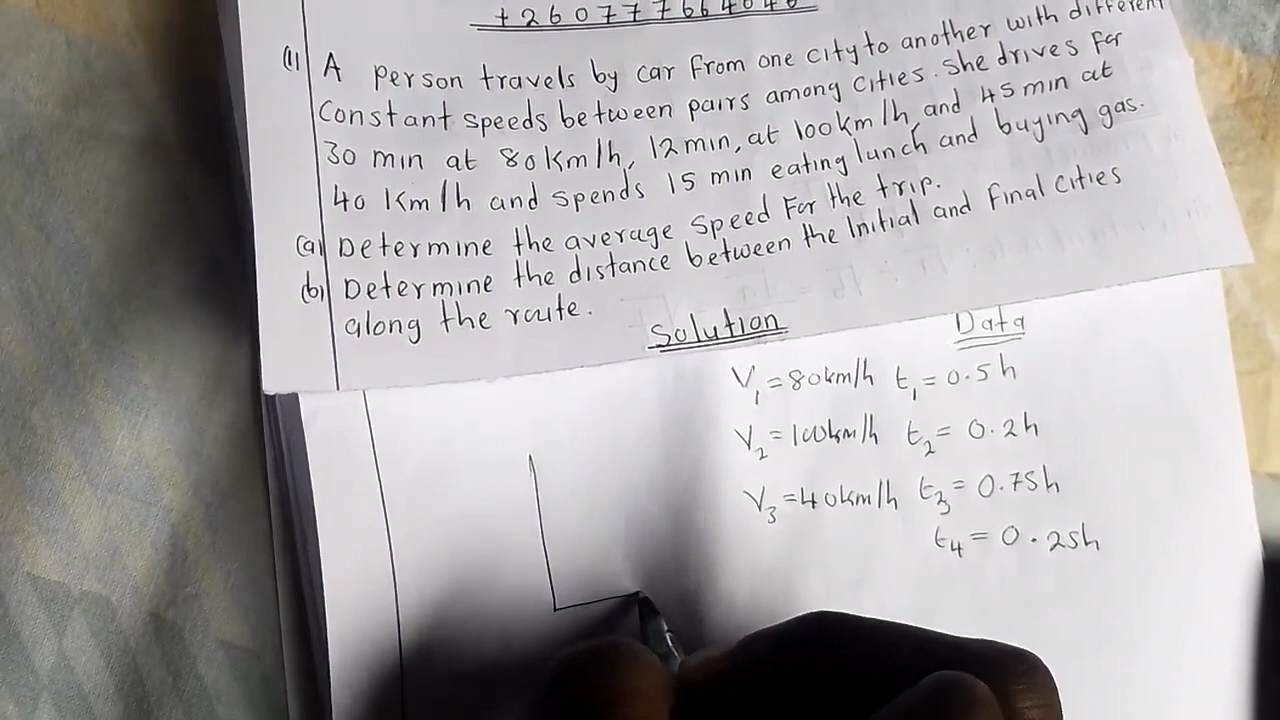 +260777664046
(1) A person travels by car from one city to another with different
Constant speeds between pairs among cities. She drives for
30 min at 80km/h, 12min, at 100km/h, and 45min at
40 km/h and spends 15 min eating lunch and buying gas.
(a) Determine the average speed for the trip.
(b) Determine the distance between the Initial and final cities
along the route.
Solution
Data
V₁=80km/h t₁=0.5h
V₂=100km/h t₂=0.2h
V₃=40km/h t₃=0.75h
t₄=0.25h